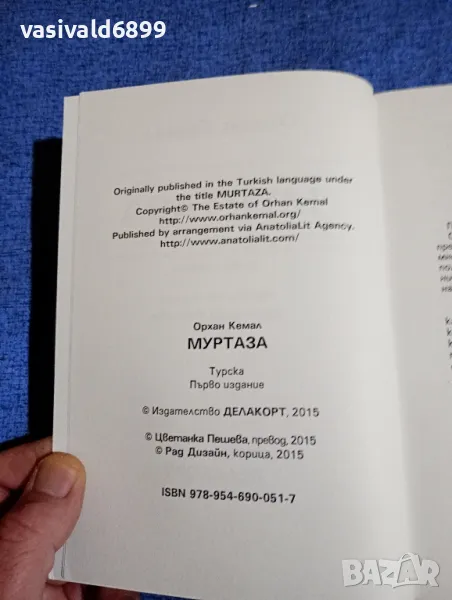 vasivald6899
Originally published in the Turkish language under
the title MURTAZA.
Copyright© The Estate of Orhan Kemal
http://www.orhankemal.org/
Published by arrangement via AnatoliaLit Agency.
http://www.anatolialit.com/
Орхан Кемал
МУРТАЗА
Турска
Първо издание
© Издателство ДЕЛАКОРТ, 2015
© Цветанка Пешева, превод, 2015
© Рад Дизайн, корица, 2015
ISBN 978-954-690-051-7
BAZAR